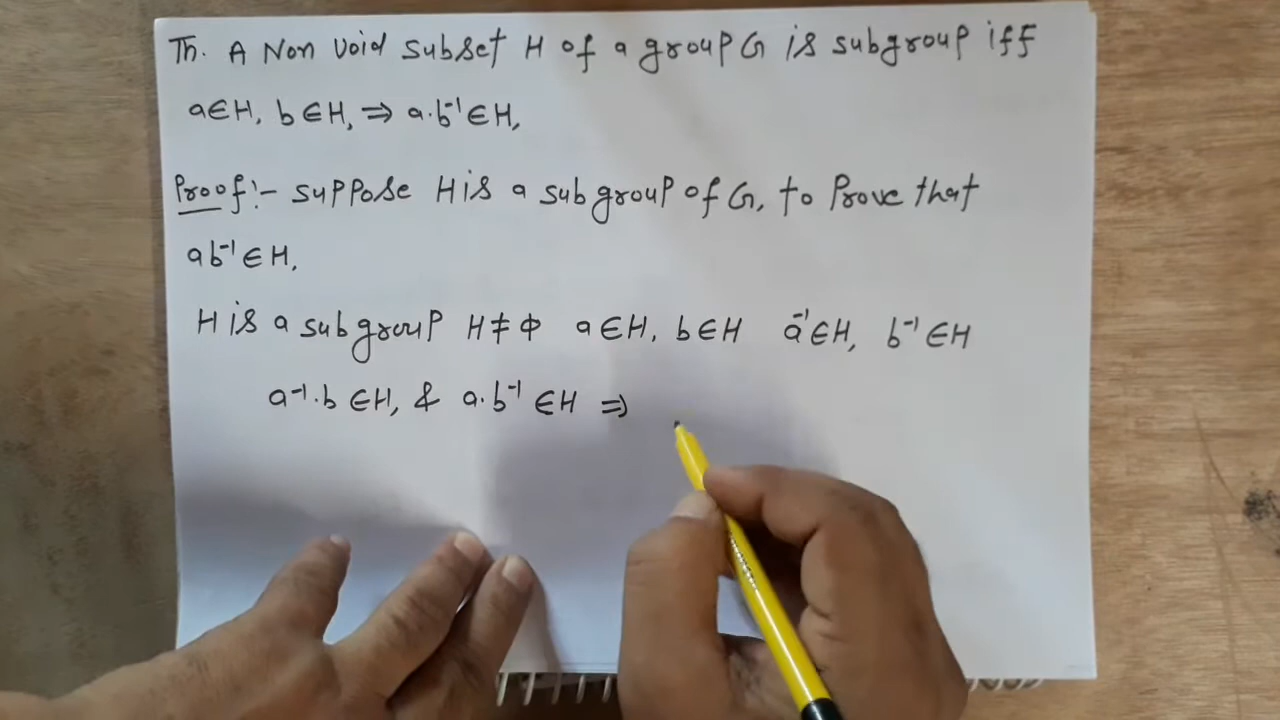 Th. A Non Void subset H of a group G is subgroup iff
a∈H, b∈H, ⇒ a.b⁻¹∈H,
Proof:- suppose H is a subgroup of G, to Prove that
ab⁻¹∈H.
H is a subgroup H≠ϕ a∈H, b∈H a⁻¹∈H, b⁻¹∈H
a⁻¹.b∈H, & a.b⁻¹∈H ⇒